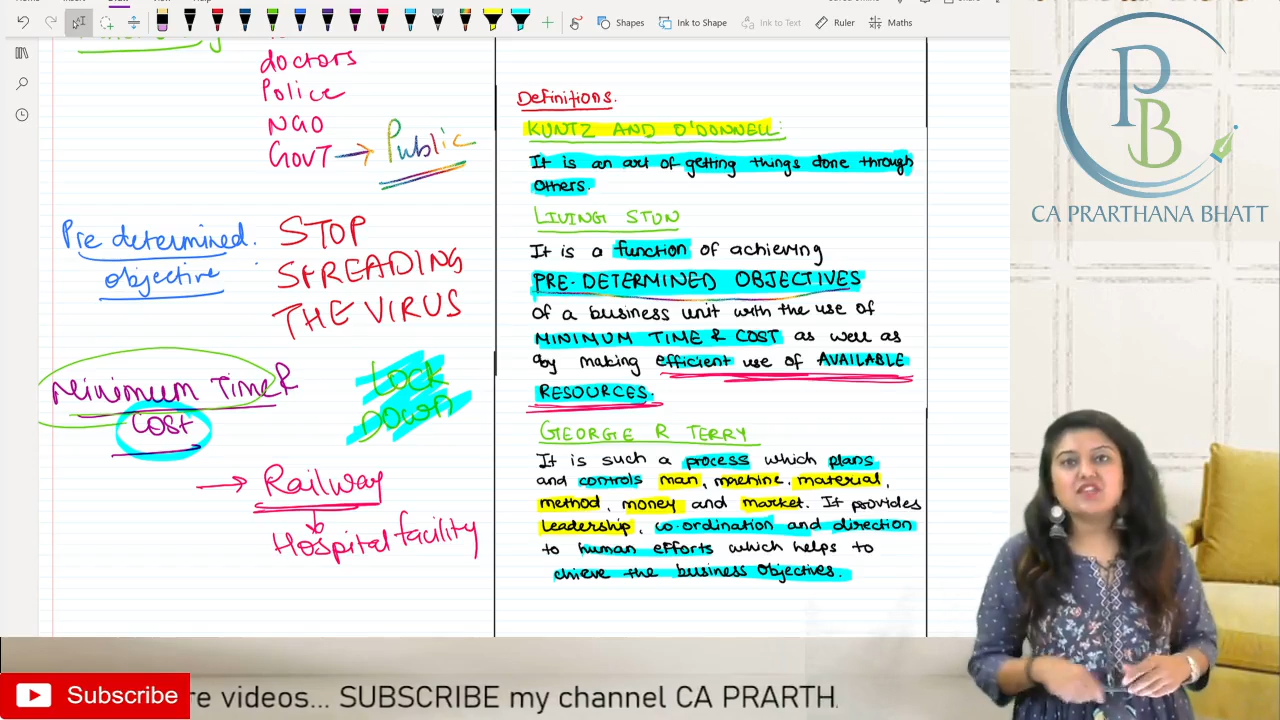 Shapes
Ink to Shape
Ink to Text
Ruler
Maths
doctors
Police
NGO
GOVT → Public
Pre determined.
objective
STOP
SPREADING
THE VIRUS
Minimum Time &
Cost
LOCK
DOWN
→ Railway
Hospital facility
Definitions.
KUNTZ AND O'DONNELL:
It is an art of getting things done through
others.
LIVING STUN
It is a function of achieving
PRE-DETERMINED OBJECTIVES
of a business unit with the use of
MINIMUM TIME & COST as well as
by making efficient use of AVAILABLE
RESOURCES.
GEORGE R TERRY
It is such a process which plans
and controls man, machine, material,
method, money and market. It provides
leadership, co-ordination and direction
to human efforts which helps to
chieve the business objectives.
PB
CA PRARTHANA BHATT
Subscribe
re videos... SUBSCRIBE my channel CA PRARTH